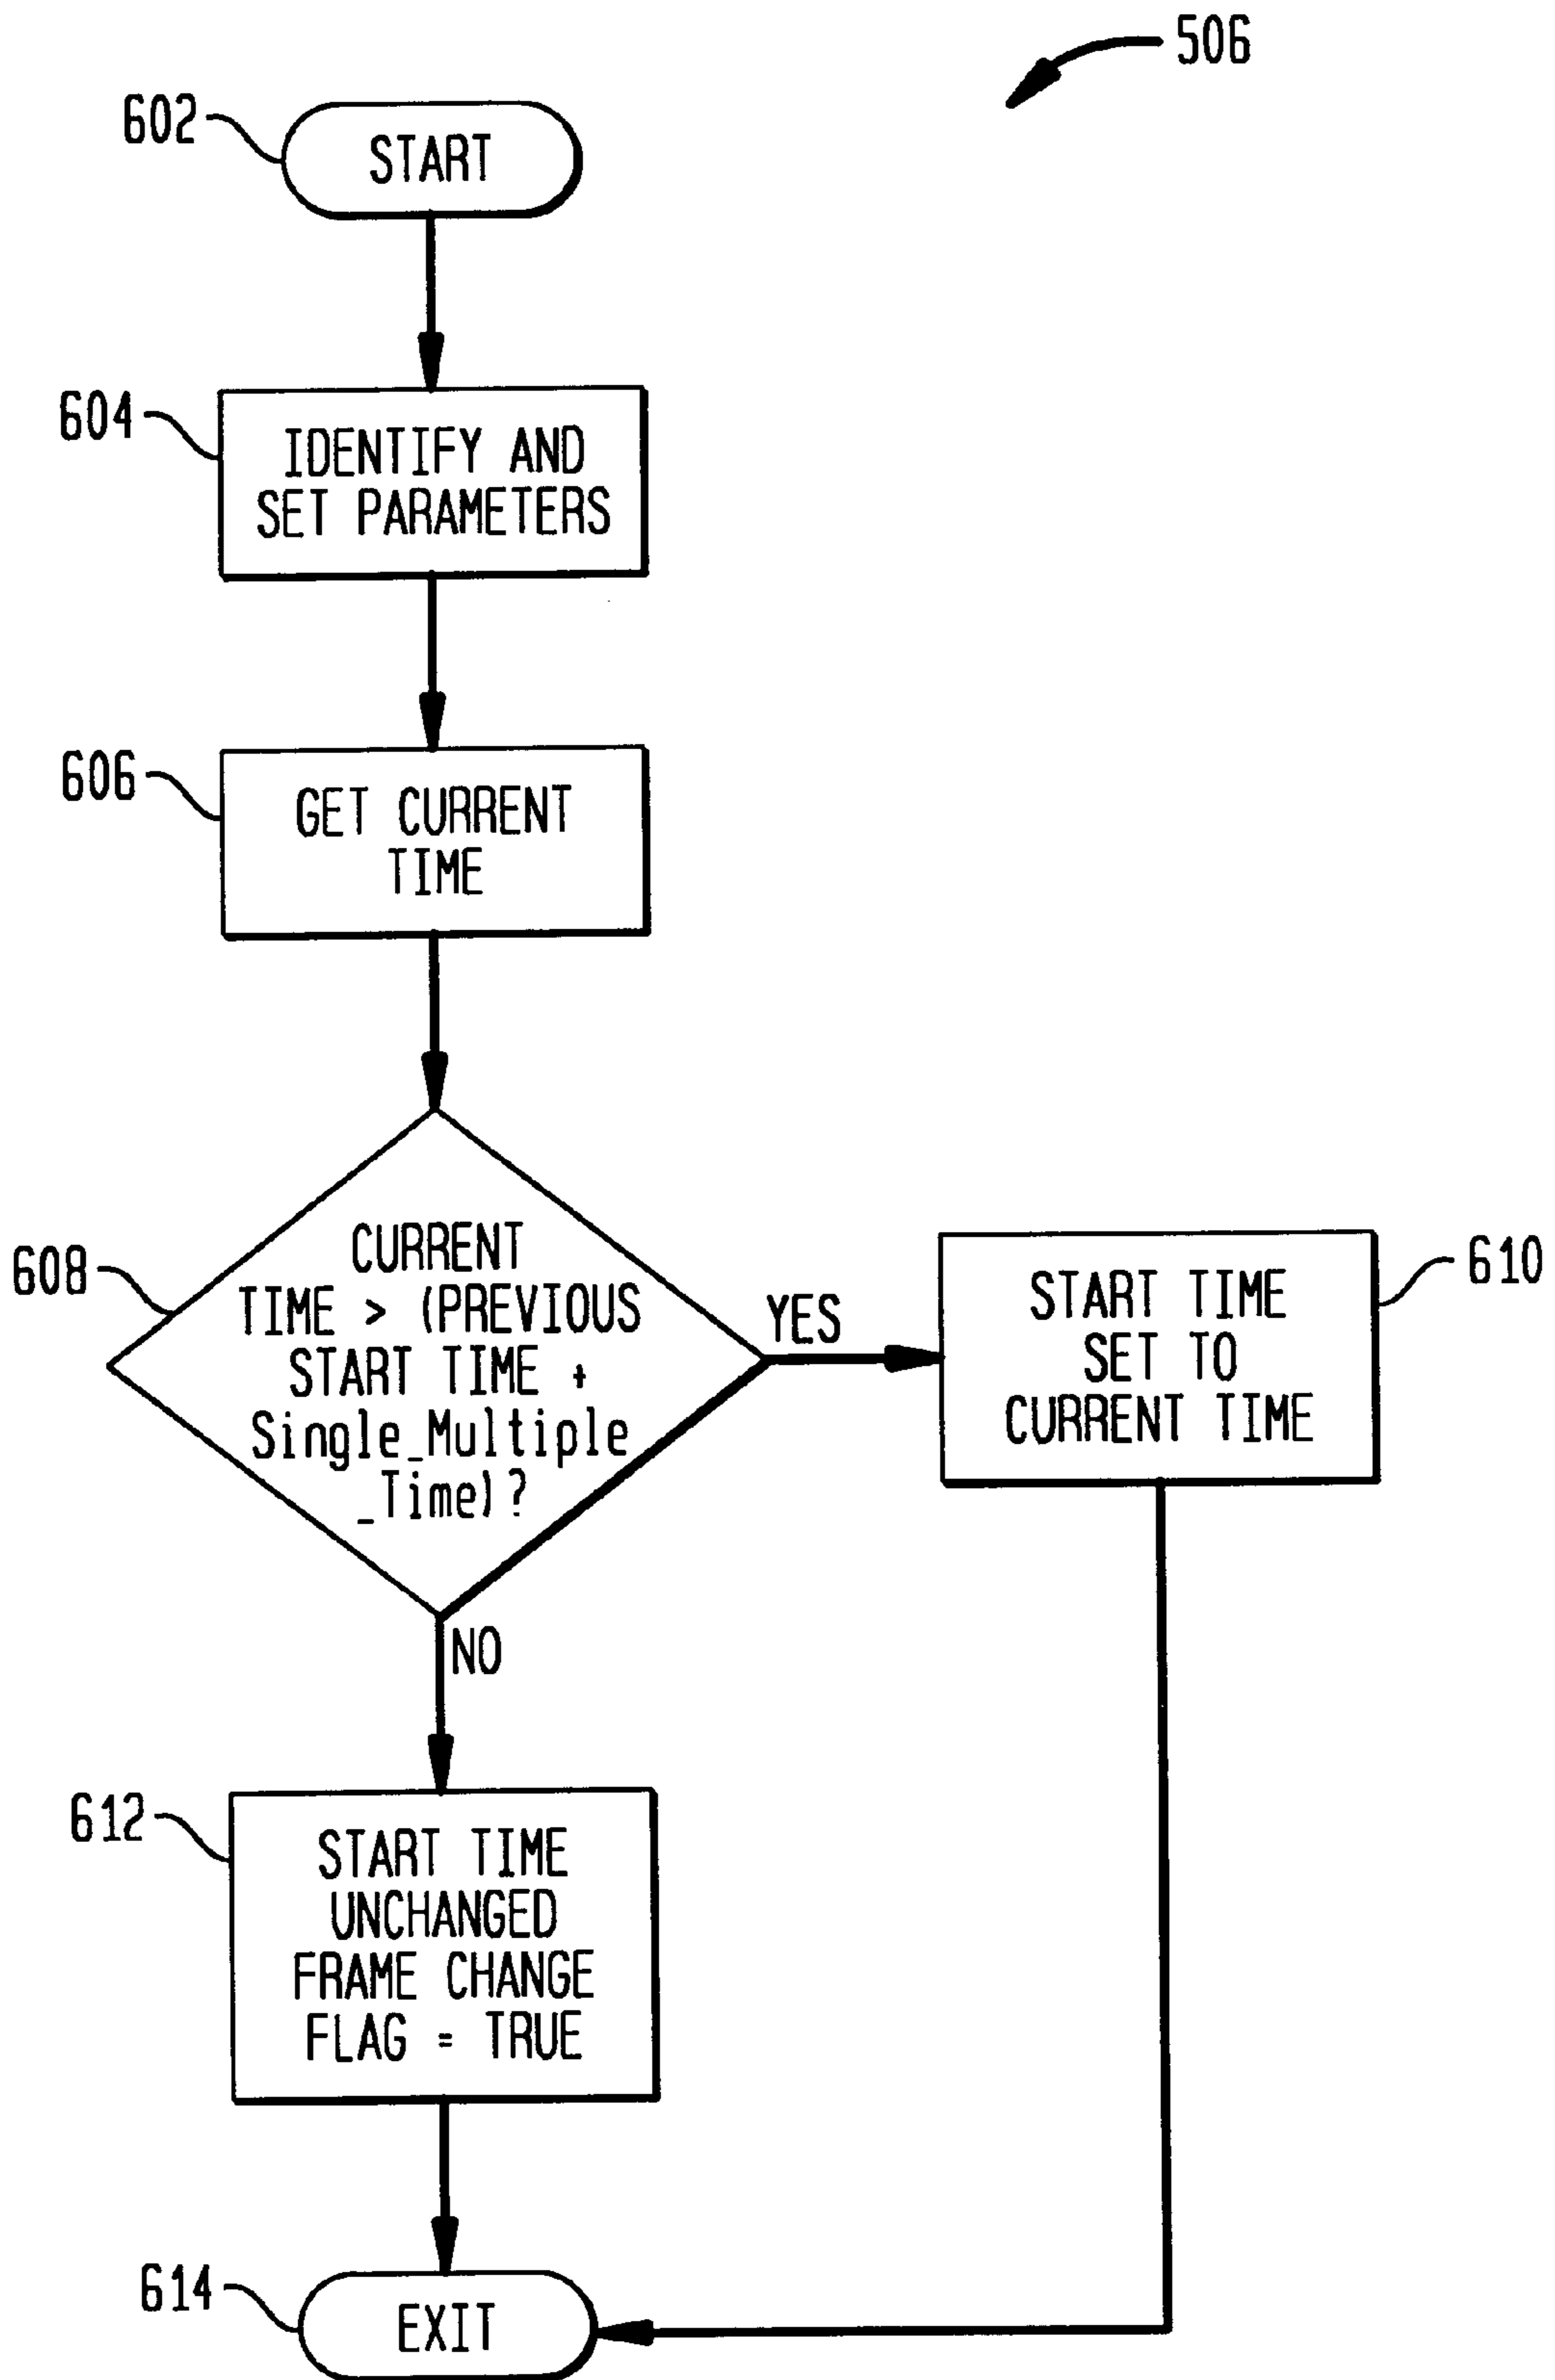 506
602
START
604
IDENTIFY AND
SET PARAMETERS
606
GET CURRENT
TIME
608
CURRENT
TIME > (PREVIOUS
START TIME +
Single_Multiple
_Time)?
YES
610
START TIME
SET TO
CURRENT TIME
NO
612
START TIME
UNCHANGED
FRAME CHANGE
FLAG = TRUE
614
EXIT